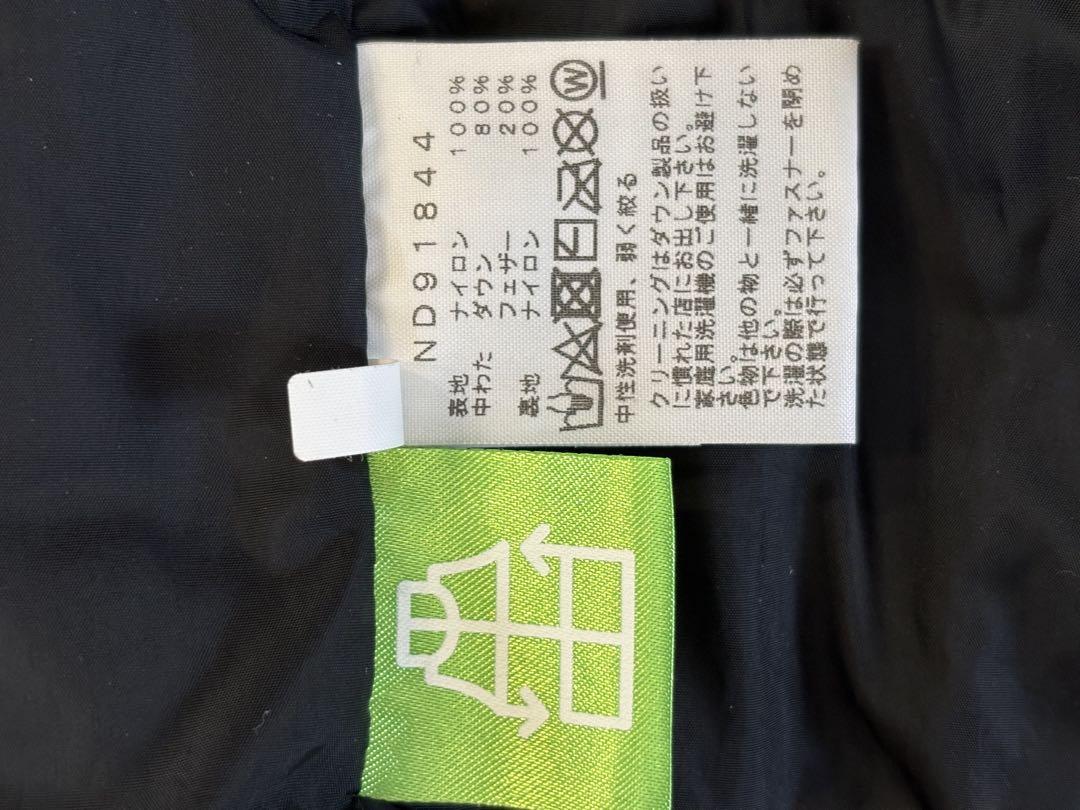 ND91844
表地 ナイロン 100%
中わた ダウン 80%
フェザー 20%
裏地 ナイロン 100%
W
中性洗剤使用、弱く絞る
クリーニングはダウン製品の扱い
に慣れた店にお出し下さい。
家庭用洗濯機のご使用はお避け下
さい。
色物は他の物と一緒に洗濯しない
で下さい。
洗濯の際は必ずファスナーを閉め
た状態で行って下さい。